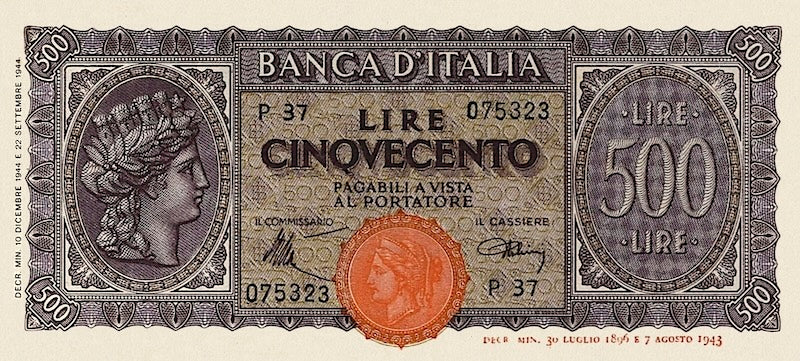 500
500
BANCA D'ITALIA
P 37
075323
LIRE
CINQVECENTO
PAGABILI A VISTA
AL PORTATORE
IL COMMISSARIO
IL CASSIERE
075323
P 37
·LIRE·
500
·LIRE·
500
500
DECR. MIN. 10 DICEMBRE 1944 E 22 SETTEMBRE 1944
DECR. MIN. 30 LUGLIO 1896 E 7 AGOSTO 1943